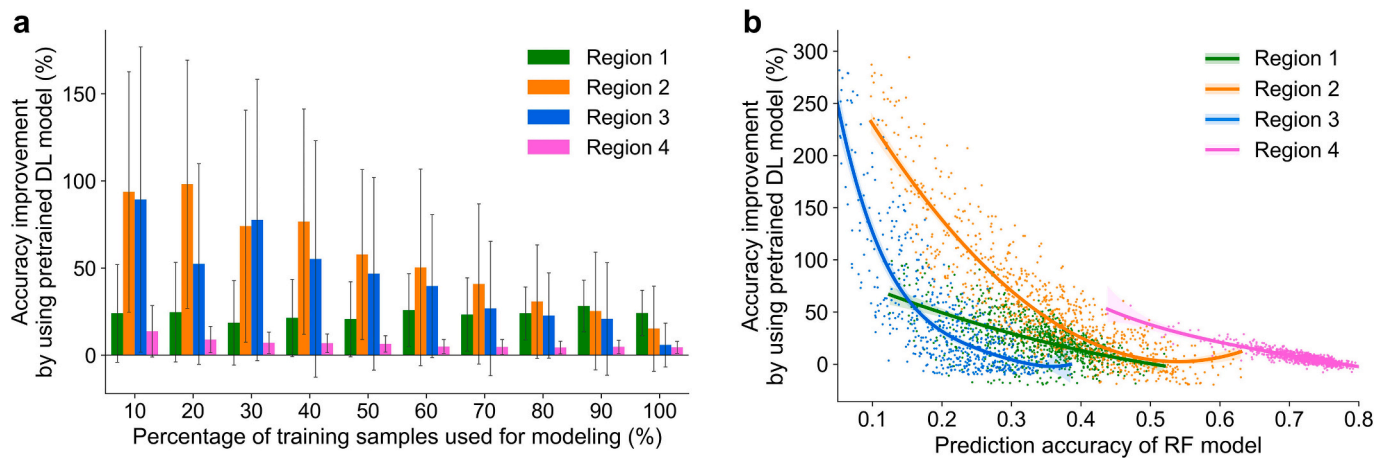 a
Accuracy improvement
by using pretrained DL model (%)
150
100
50
0
Region 1
Region 2
Region 3
Region 4
10 20 30 40 50 60 70 80 90 100
Percentage of training samples used for modeling (%)
b
Accuracy improvement
by using pretrained DL model (%)
300
250
200
150
100
50
0
Region 1
Region 2
Region 3
Region 4
0.1 0.2 0.3 0.4 0.5 0.6 0.7 0.8
Prediction accuracy of RF model